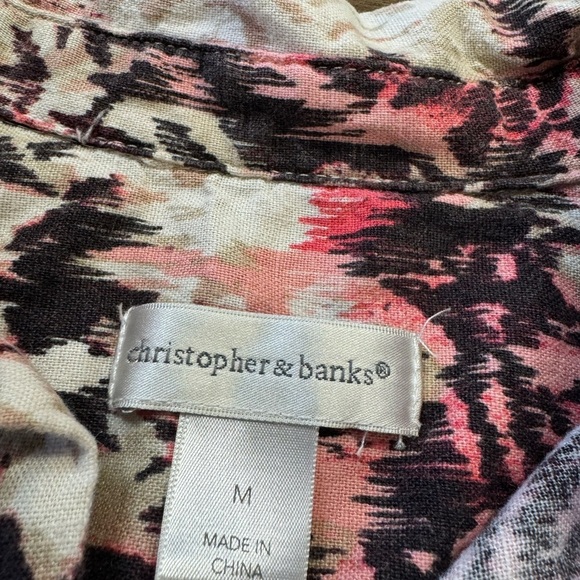 christopher & banks®
M
MADE IN
CHINA